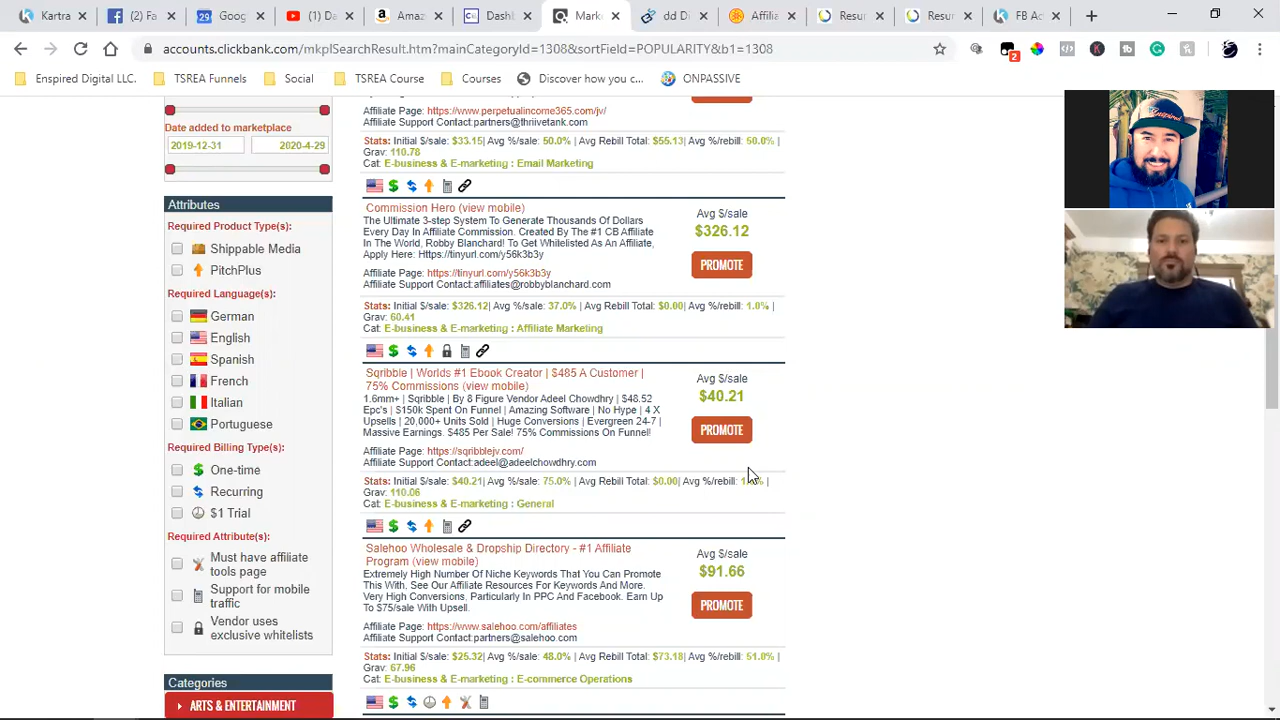 Kartra
(2) Fa
Goog
(1) Da
Amaz
Dashb
Marke
dd Di
Affilia
Resur
Resur
FB Ac
accounts.clickbank.com/mkplSearchResult.htm?mainCategoryId=1308&sortField=POPULARITY&b1=1308
2
Enspired Digital LLC.
TSREA Funnels
Social
TSREA Course
Courses
Discover how you c...
ONPASSIVE
Date added to marketplace
2019-12-31
2020-4-29
Attributes
Required Product Type(s):
Shippable Media
PitchPlus
Required Language(s):
German
English
Spanish
French
Italian
Portuguese
Required Billing Type(s):
One-time
Recurring
$1 Trial
Required Attribute(s):
Must have affiliate
tools page
Support for mobile
traffic
Vendor uses
exclusive whitelists
Categories
ARTS & ENTERTAINMENT
Affiliate Page: https://www.perpetualincome365.com/jv/
Affiliate Support Contact:partners@thriivetank.com
Stats: Initial $/sale: $33.15| Avg %/sale: 50.0% | Avg Rebill Total: $55.13| Avg %/rebill: 50.0% |
Grav: 110.78
Cat: E-business & E-marketing : Email Marketing
Commission Hero (view mobile)
The Ultimate 3-step System To Generate Thousands Of Dollars
Every Day In Affiliate Commission. Created By The #1 CB Affiliate
In The World, Robby Blanchard! To Get Whitelisted As An Affiliate,
Apply Here: Https://tinyurl.com/y56k3b3y
Affiliate Page: https://tinyurl.com/y56k3b3y
Affiliate Support Contact:affiliates@robbyblanchard.com
Avg $/sale
$326.12
PROMOTE
Stats: Initial $/sale: $326.12| Avg %/sale: 37.0% | Avg Rebill Total: $0.00| Avg %/rebill: 1.0% |
Grav: 60.41
Cat: E-business & E-marketing : Affiliate Marketing
Sqribble | Worlds #1 Ebook Creator | $485 A Customer |
75% Commissions (view mobile)
1.6mm+ | Sqribble | By 8 Figure Vendor Adeel Chowdhry | $48.52
Epc's | $150k Spent On Funnel | Amazing Software | No Hype | 4 X
Upsells | 20,000+ Units Sold | Huge Conversions | Evergreen 24-7 |
Massive Earnings. $485 Per Sale! 75% Commissions On Funnel!
Affiliate Page: https://sqribblejv.com/
Affiliate Support Contact:adeel@adeelchowdhry.com
Avg $/sale
$40.21
PROMOTE
Stats: Initial $/sale: $40.21| Avg %/sale: 75.0% | Avg Rebill Total: $0.00| Avg %/rebill:
Grav: 110.06
Cat: E-business & E-marketing : General
Salehoo Wholesale & Dropship Directory - #1 Affiliate
Program (view mobile)
Extremely High Number Of Niche Keywords That You Can Promote
This With, See Our Affiliate Resources For Keywords And More.
Very High Conversions, Particularly In PPC And Facebook. Earn Up
To $75/sale With Upsell.
Affiliate Page: https://www.salehoo.com/affiliates
Affiliate Support Contact:partners@salehoo.com
Avg $/sale
$91.66
PROMOTE
Stats: Initial $/sale: $25.32| Avg %/sale: 48.0% | Avg Rebill Total: $73.18| Avg %/rebill: 51.0% |
Grav: 67.96
Cat: E-business & E-marketing : E-commerce Operations